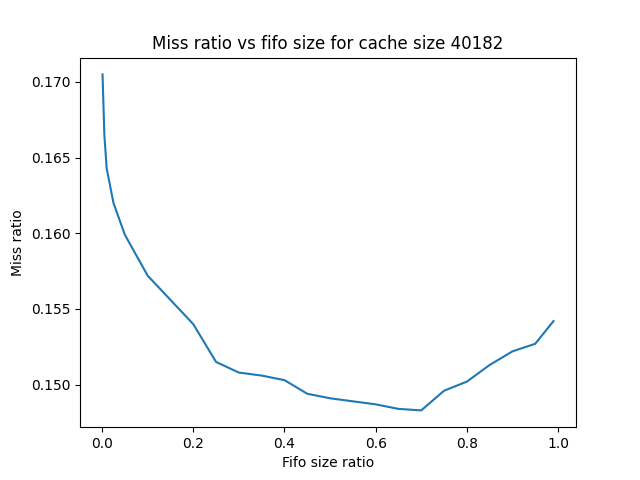 Miss ratio vs fifo size for cache size 40182
0.170
0.165
0.160
0.155
0.150
Miss ratio
0.0 0.2 0.4 0.6 0.8 1.0
Fifo size ratio